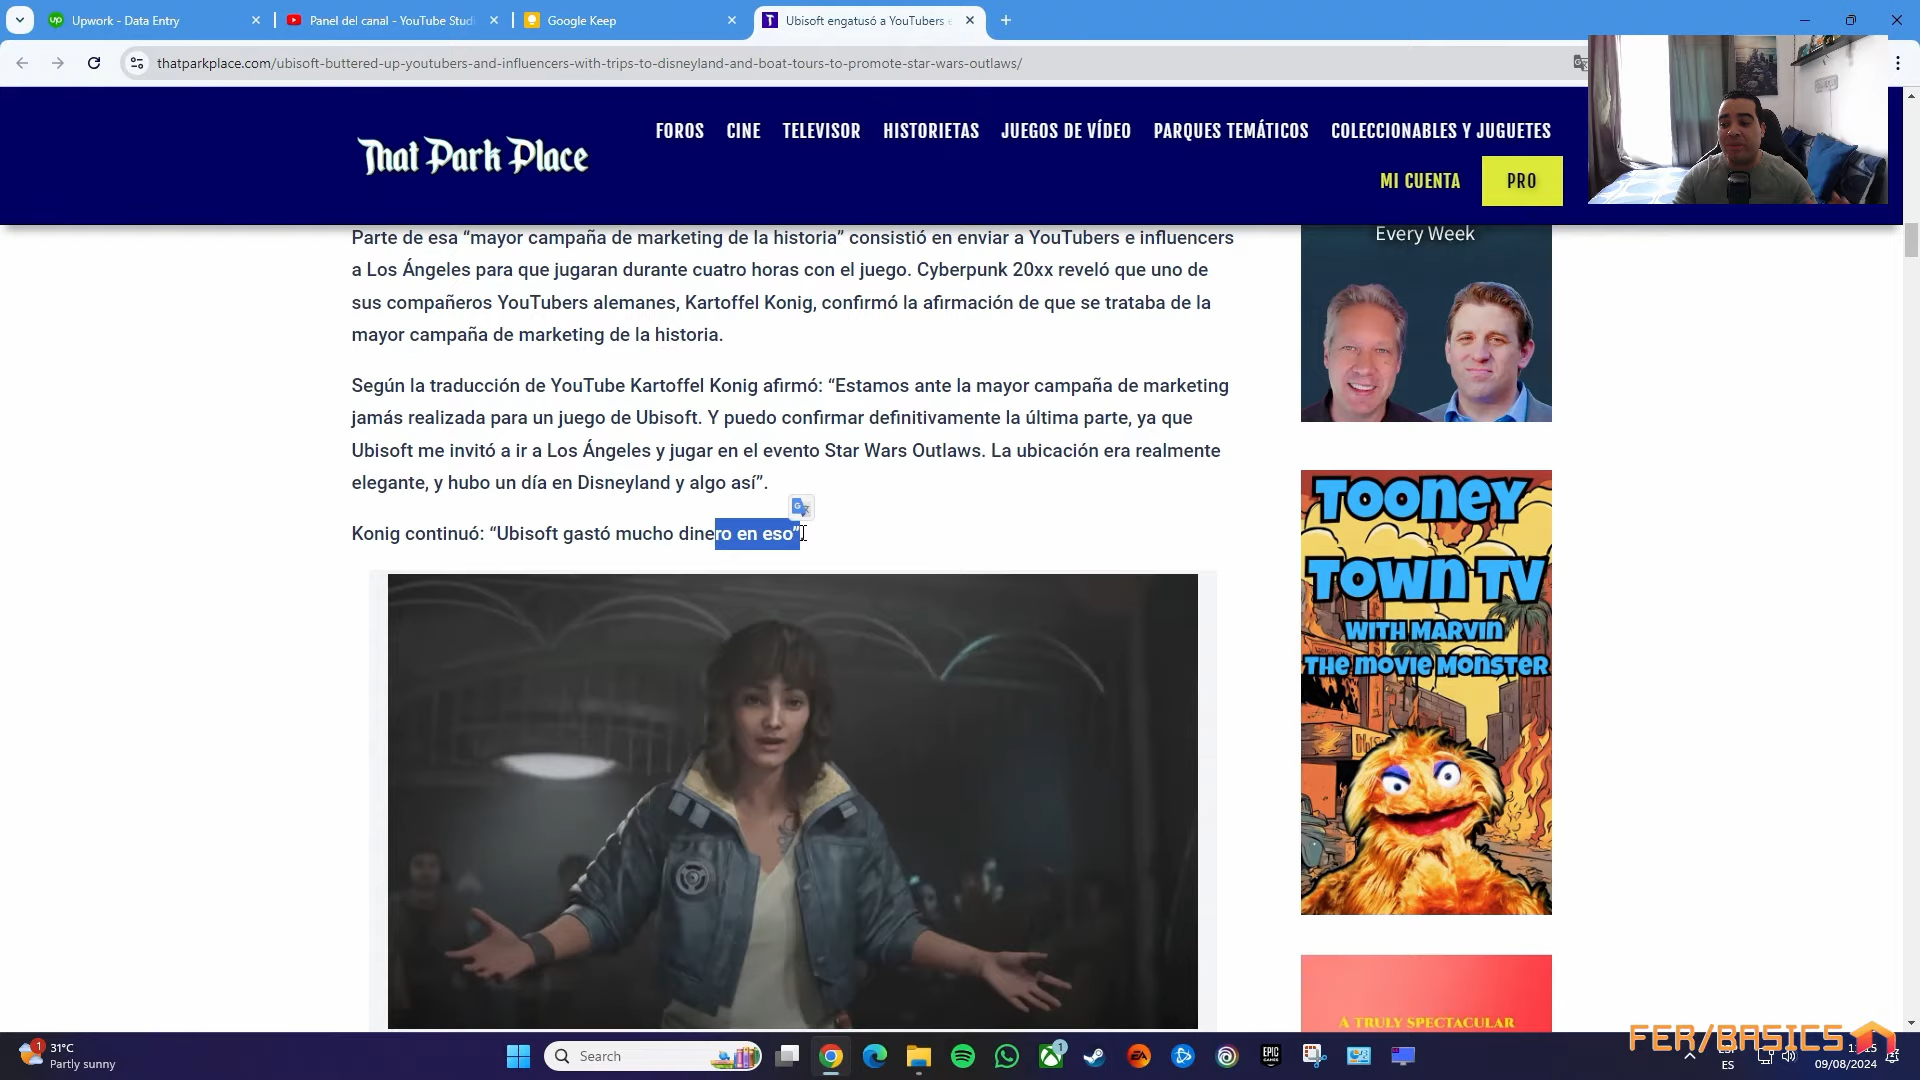 Upwork - Data Entry
Panel del canal - YouTube Stud
Google Keep
Ubisoft engatusó a YouTubers e
thatparkplace.com/ubisoft-buttered-up-youtubers-and-influencers-with-trips-to-disneyland-and-boat-tours-to-promote-star-wars-outlaws/
That Park Place
FOROS CINE TELEVISOR HISTORIETAS JUEGOS DE VÍDEO PARQUES TEMÁTICOS COLECCIONABLES Y JUGUETES
MI CUENTA PRO
Parte de esa “mayor campaña de marketing de la historia” consistió en enviar a YouTubers e influencers
a Los Ángeles para que jugaran durante cuatro horas con el juego. Cyberpunk 20xx reveló que uno de
sus compañeros YouTubers alemanes, Kartoffel Konig, confirmó la afirmación de que se trataba de la
mayor campaña de marketing de la historia.
Según la traducción de YouTube Kartoffel Konig afirmó: “Estamos ante la mayor campaña de marketing
jamás realizada para un juego de Ubisoft. Y puedo confirmar definitivamente la última parte, ya que
Ubisoft me invitó a ir a Los Ángeles y jugar en el evento Star Wars Outlaws. La ubicación era realmente
elegante, y hubo un día en Disneyland y algo así”.
Konig continuó: “Ubisoft gastó mucho dinero en eso”
Every Week
TOONEY
TOWN TV
WITH MARVIN
THE MOVIE MONSTER
A TRULY SPECTACULAR
FER/BASICS
1
31°C
Partly sunny
Search
1
EA
EPIC
GAMES
ES
09/08/2024